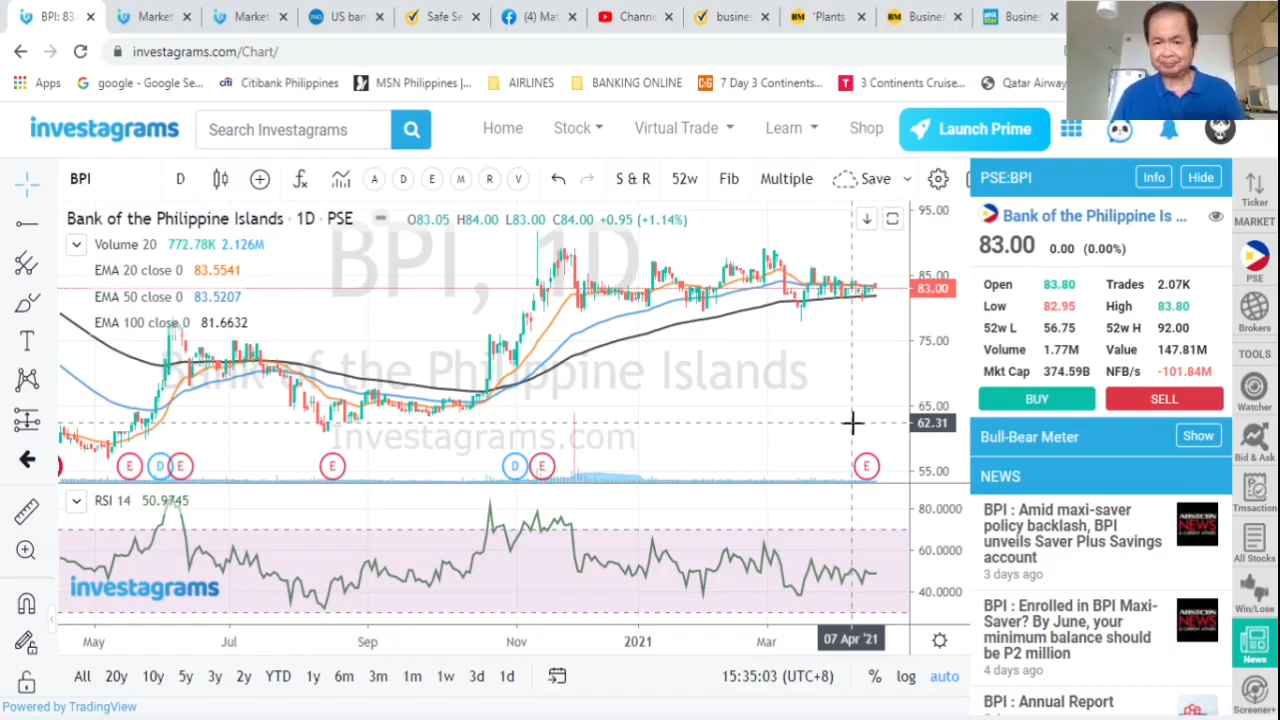 BPI: 83
Market
Market
US ban
Safe Se
(4) Mat
Channe
busines
'Plants
Busines
Busines
investagrams.com/Chart/
Apps
google - Google Se...
Citibank Philippines
MSN Philippines |...
AIRLINES
BANKING ONLINE
7 Day 3 Continents...
3 Continents Cruise...
Qatar Airway
investagrams
Search Investagrams
Home
Stock
Virtual Trade
Learn
Shop
Launch Prime
BPI
D
A
D
E
M
R
V
S & R
52w
Fib
Multiple
Save
Bank of the Philippine Islands · 1D · PSE
O83.05 H84.00 L83.00 C84.00 +0.95 (+1.14%)
Volume 20 772.78K 2.126M
EMA 20 close 0 83.5541
EMA 50 close 0 83.5207
EMA 100 close 0 81.6632
BPI, 1D
Bank of the Philippine Islands
Investagrams.com
95.00
85.00
83.00
75.00
65.00
62.31
55.00
E
D
E
E
D
E
E
RSI 14 50.9745
investagrams
80.0000
60.0000
40.0000
May
Jul
Sep
Nov
2021
Mar
07 Apr '21
All
20y
10y
5y
3y
2y
YTD
1y
6m
3m
1m
1w
3d
1d
15:35:03 (UTC+8)
%
log
auto
Powered by TradingView
PSE:BPI
Info
Hide
Bank of the Philippine Is ...
83.00 0.00 (0.00%)
Open 83.80 Trades 2.07K
Low 82.95 High 83.80
52w L 56.75 52w H 92.00
Volume 1.77M Value 147.81M
Mkt Cap 374.59B NFB/s -101.84M
BUY
SELL
Bull-Bear Meter
Show
NEWS
BPI : Amid maxi-saver
policy backlash, BPI
unveils Saver Plus Savings
account
3 days ago
ABS-CBN
NEWS
BPI : Enrolled in BPI Maxi-
Saver? By June, your
minimum balance should
be P2 million
4 days ago
ABS-CBN
NEWS
BPI : Annual Report
Ticker
MARKET
PSE
Brokers
TOOLS
Watcher
Bid & Ask
Trnsaction
All Stocks
Win/Lose
News
Screener+